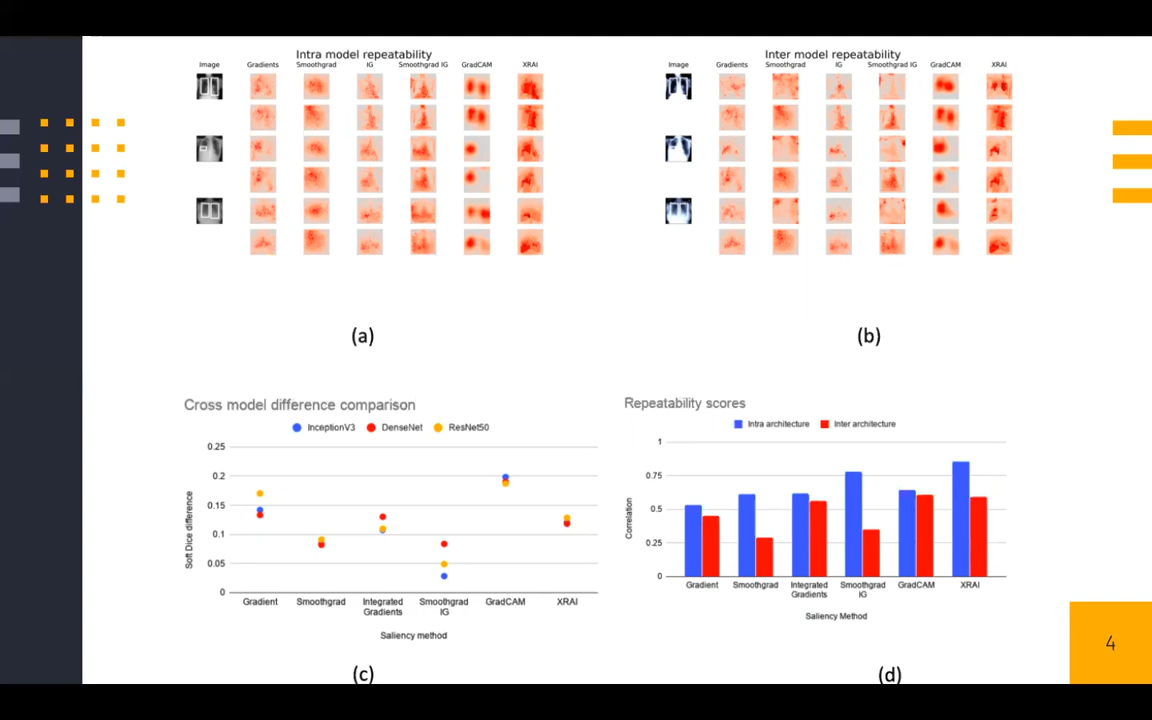 Intra model repeatability
Image Gradients Smoothgrad IG Smoothgrad IG GradCAM XRAI
(a)
Inter model repeatability
Image Gradients Smoothgrad IG Smoothgrad IG GradCAM XRAI
(b)
Cross model difference comparison
InceptionV3 DenseNet ResNet50
Soft Dice difference
0.25
0.2
0.15
0.1
0.05
0
Gradient Smoothgrad Integrated Gradients Smoothgrad IG GradCAM XRAI
Saliency method
(c)
Repeatability scores
Intra architecture Inter architecture
Correlation
1
0.75
0.5
0.25
0
Gradient Smoothgrad Integrated Gradients Smoothgrad IG GradCAM XRAI
Saliency Method
(d)
4